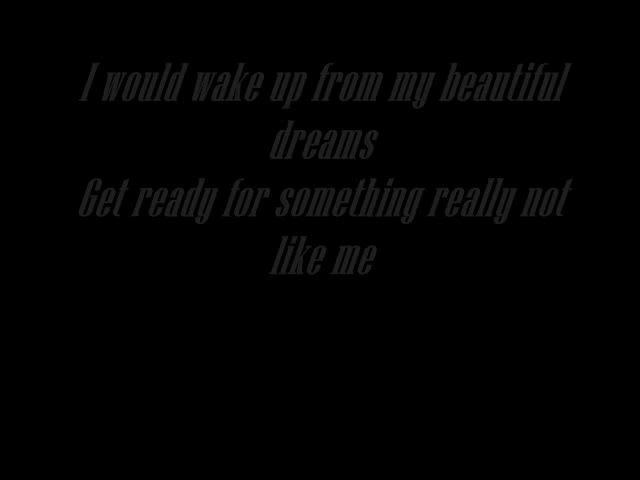 I would wake up from my beautiful
dreams
Get ready for something really not
like me